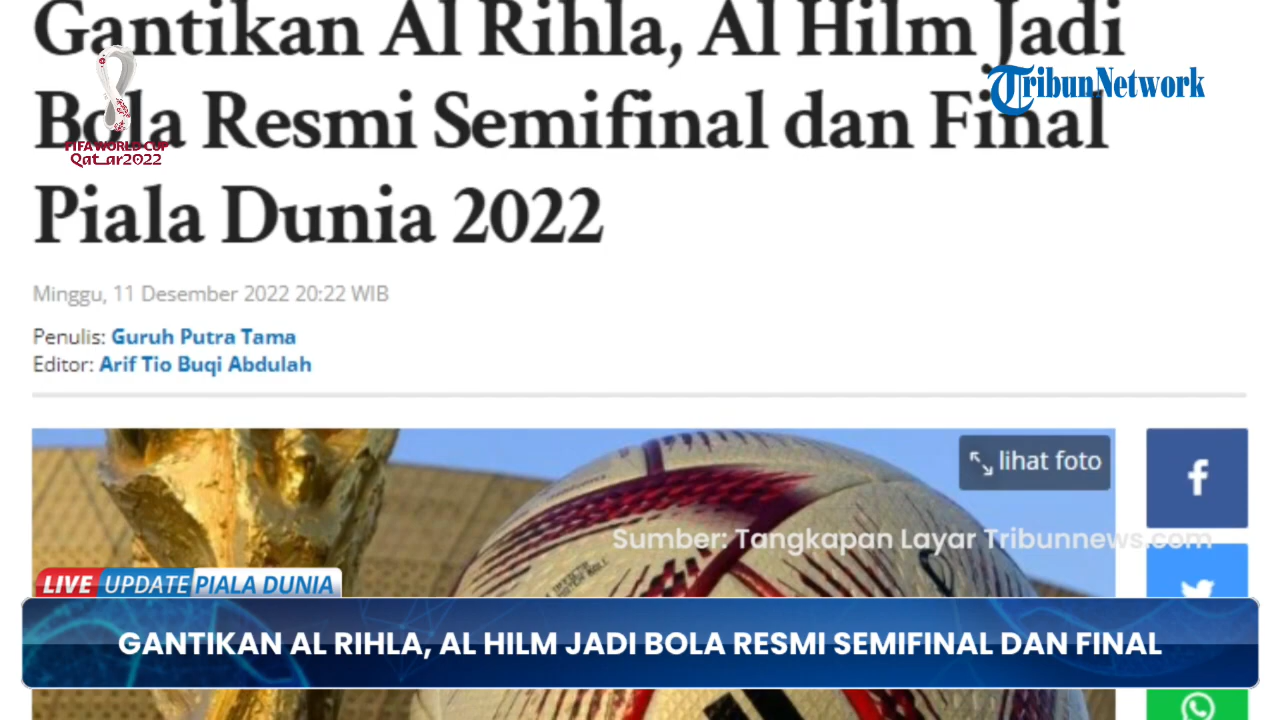 Gantikan Al Rihla, Al Hilm Jadi
Bola Resmi Semifinal dan Final
Piala Dunia 2022
TribunNetwork
FIFA WORLD CUP
Qatar2022
Minggu, 11 Desember 2022 20:22 WIB
Penulis: Guruh Putra Tama
Editor: Arif Tio Buqi Abdulah
lihat foto
Sumber: Tangkapan Layar Tribunnews.com
LIVE UPDATE PIALA DUNIA
GANTIKAN AL RIHLA, AL HILM JADI BOLA RESMI SEMIFINAL DAN FINAL